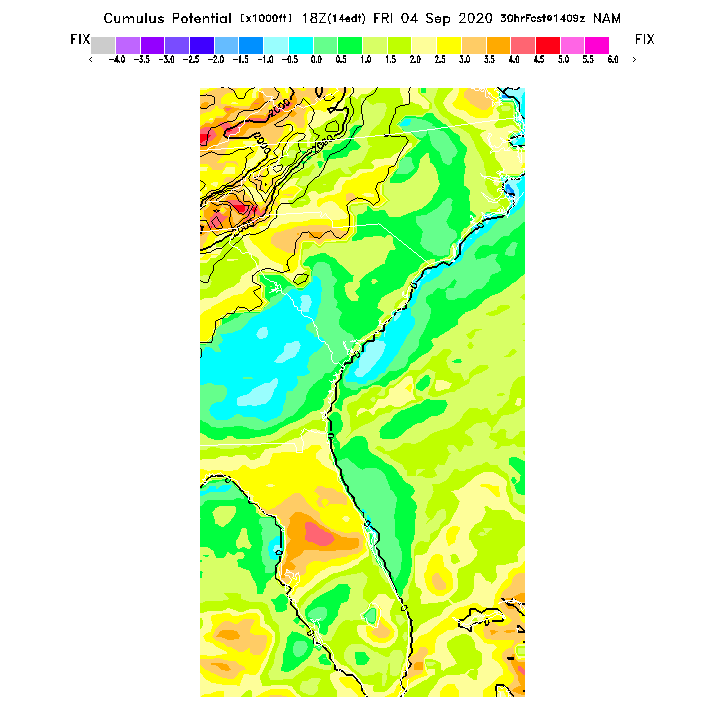 Cumulus Potential [x1000ft] 18Z(14edt) FRI 04 Sep 2020 30hrFcst@1409z NAM
FIX FIX
< -4.0 -3.5 -3.0 -2.5 -2.0 -1.5 -1.0 -0.5 0.0 0.5 1.0 1.5 2.0 2.5 3.0 3.5 4.0 4.5 5.0 5.5 6.0 >
2000
2000